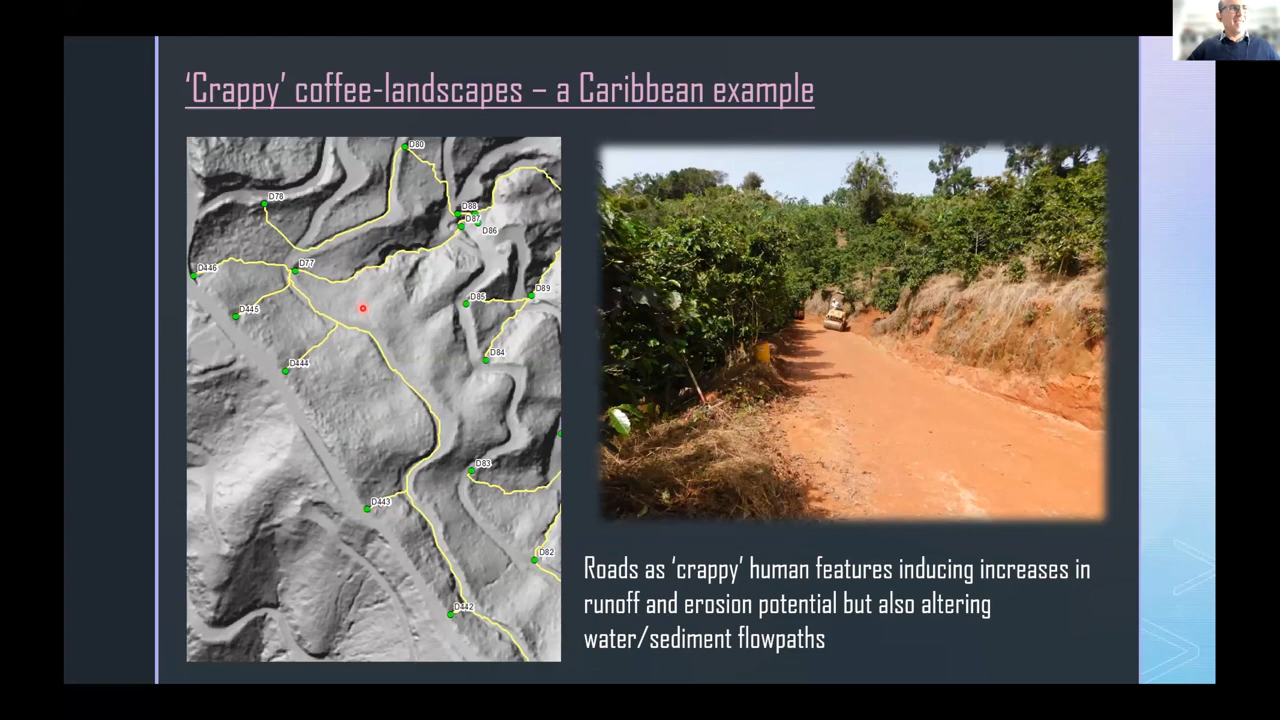 ‘Crappy’ coffee-landscapes – a Caribbean example
D80
D78
D88
D87
D86
D446
D77
D445
D85
D89
D84
D444
D83
D443
D82
D442
Roads as ‘crappy’ human features inducing increases in
runoff and erosion potential but also altering
water/sediment flowpaths